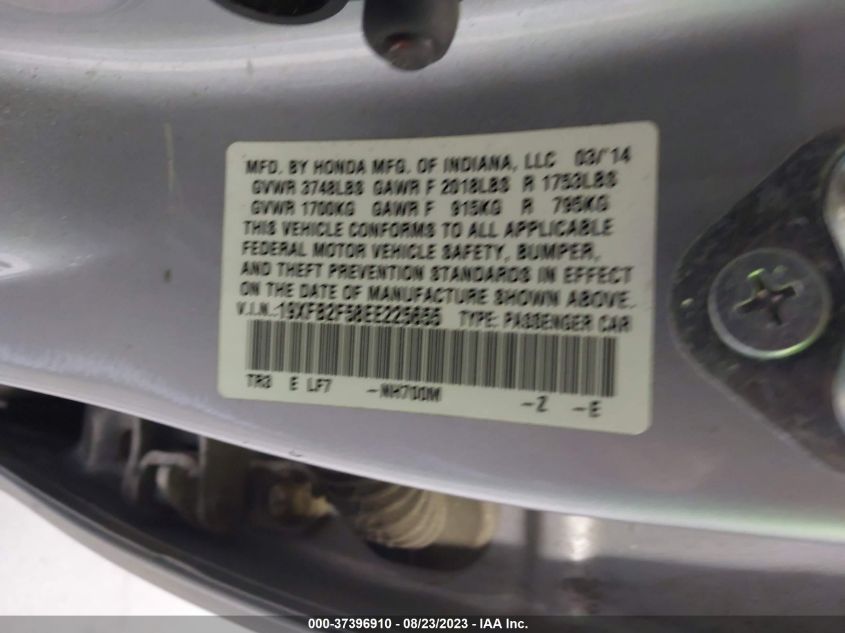 MFD. BY HONDA MFG. OF INDIANA, LLC 03/'14
GVWR 3748LBS GAWR F 2018LBS R 1753LBS
GVWR 1700KG GAWR F 915KG R 795KG
THIS VEHICLE CONFORMS TO ALL APPLICABLE
FEDERAL MOTOR VEHICLE SAFETY, BUMPER,
AND THEFT PREVENTION STANDARDS IN EFFECT
ON THE DATE OF MANUFACTURE SHOWN ABOVE.
V.I.N.:19XFB2F58EE225655 TYPE: PASSENGER CAR
TR3 E LF7 -NH700M -Z -E
000-37396910 - 08/23/2023 - IAA Inc.